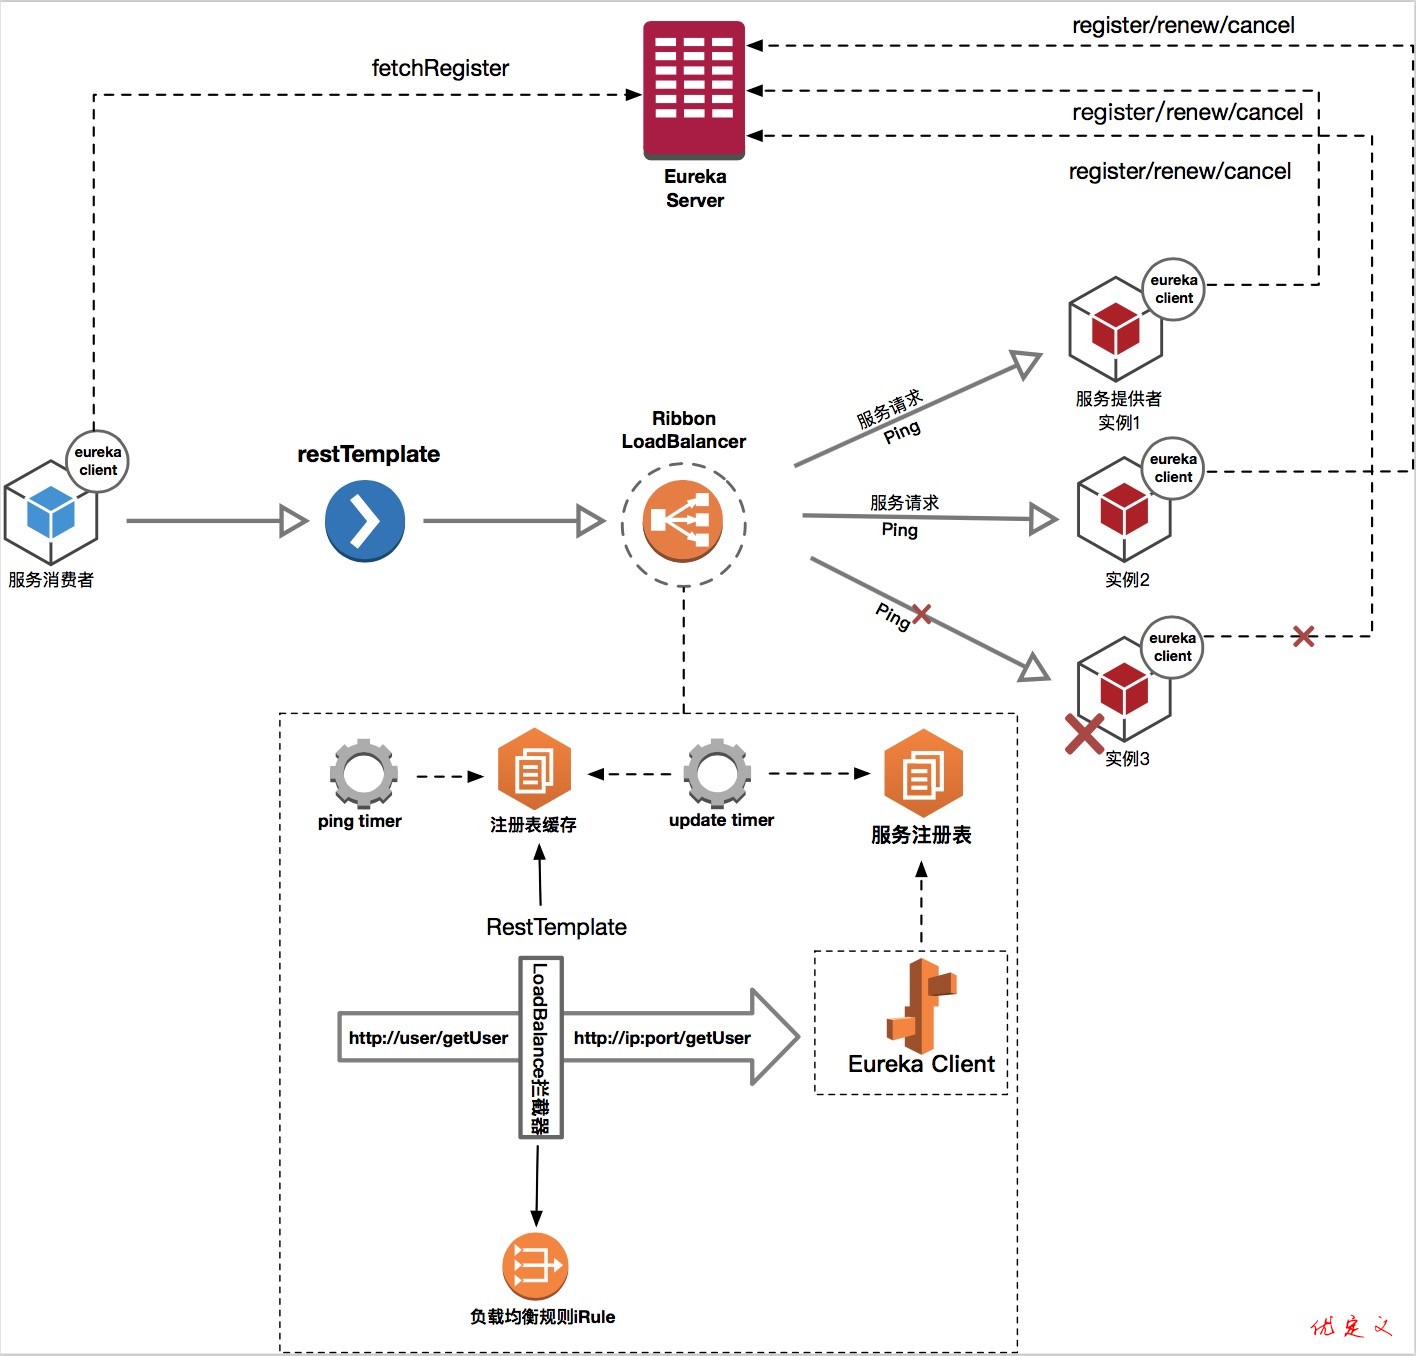 register/renew/cancel
fetchRegister
register/renew/cancel
register/renew/cancel
Eureka
Server
eureka
client
服务提供者
实例1
服务请求
Ping
Ribbon
LoadBalancer
restTemplate
eureka
client
服务消费者
eureka
client
服务请求
Ping
实例2
Ping
eureka
client
实例3
ping timer
注册表缓存
update timer
服务注册表
RestTemplate
LoadBalance拦截器
http://user/getUser
http://ip:port/getUser
Eureka Client
负载均衡规则iRule
优定义